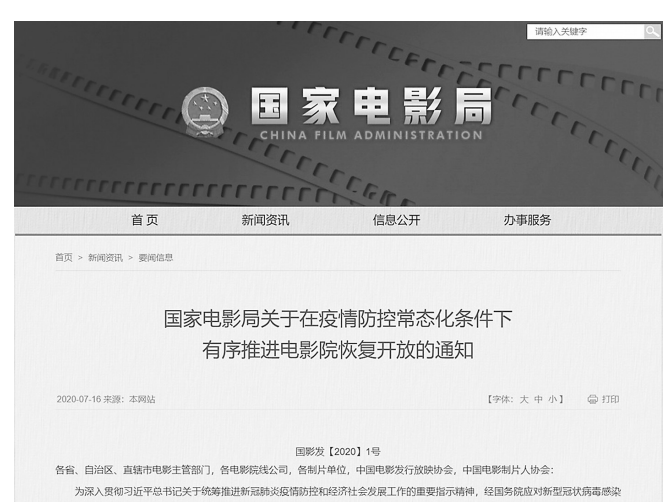 请输入关键字
国家电影局
CHINA FILM ADMINISTRATION
首 页 新闻资讯 信息公开 办事服务
首页 > 新闻资讯 > 要闻信息
国家电影局关于在疫情防控常态化条件下
有序推进电影院恢复开放的通知
2020-07-16 来源：本网站 【字体：大 中 小】 打印
国影发【2020】1号
各省、自治区、直辖市电影主管部门，各电影院线公司，各制片单位，中国电影发行放映协会，中国电影制片人协会：
为深入贯彻习近平总书记关于统筹推进新冠肺炎疫情防控和经济社会发展工作的重要指示精神，经国务院应对新型冠状病毒感染